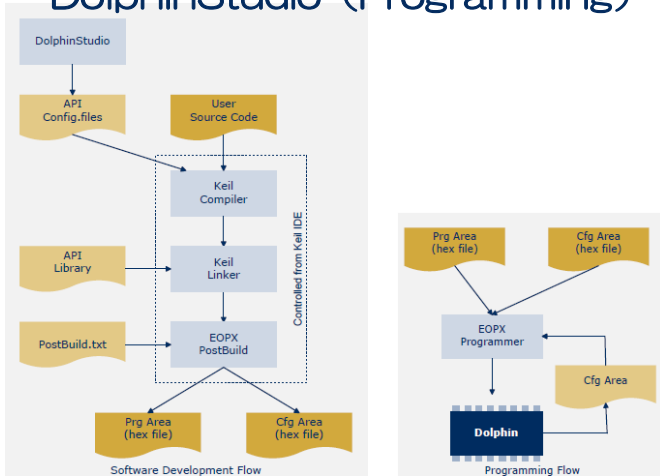 DolphinStudio (Programming)
DolphinStudio
API
Config.files
User
Source Code
Keil
Compiler
API
Library
Keil
Linker
Controlled from Keil IDE
PostBuild.txt
EOPX
PostBuild
Prg Area
(hex file)
Cfg Area
(hex file)
Software Development Flow
Prg Area
(hex file)
Cfg Area
(hex file)
EOPX
Programmer
Cfg Area
Dolphin
Programming Flow